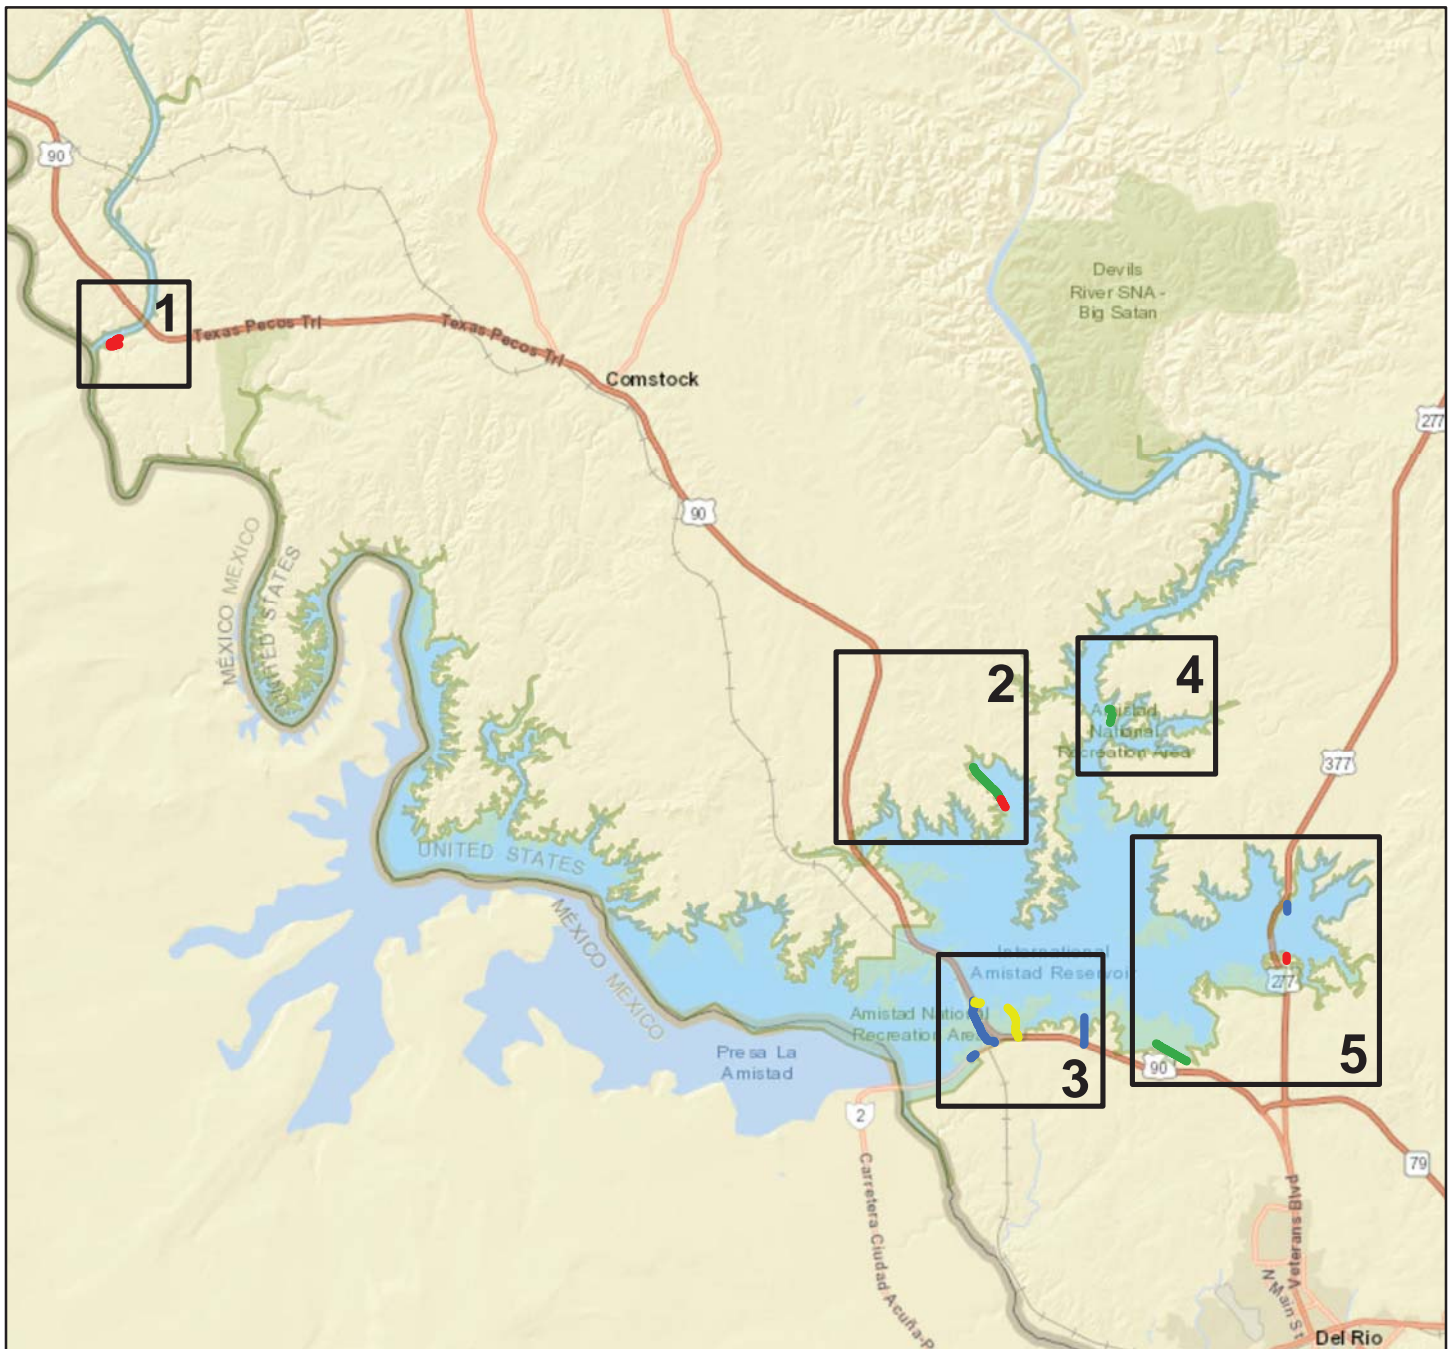 90
1
Texas Pecos Trl
Texas Pecos Trl
Comstock
Devils
River SNA -
Big Satan
277
90
MÉXICO MEXICO
UNITED STATES
2
4
Amistad
National
Recreation Area
377
UNITED STATES
MÉXICO MEXICO
International
Amistad Reservoir
277
Amistad National
Recreation Area
Presa La
Amistad
3
90
5
2
79
Carretera Ciudad Acuña-P
Veterans Blvd
N Main St
Del Rio